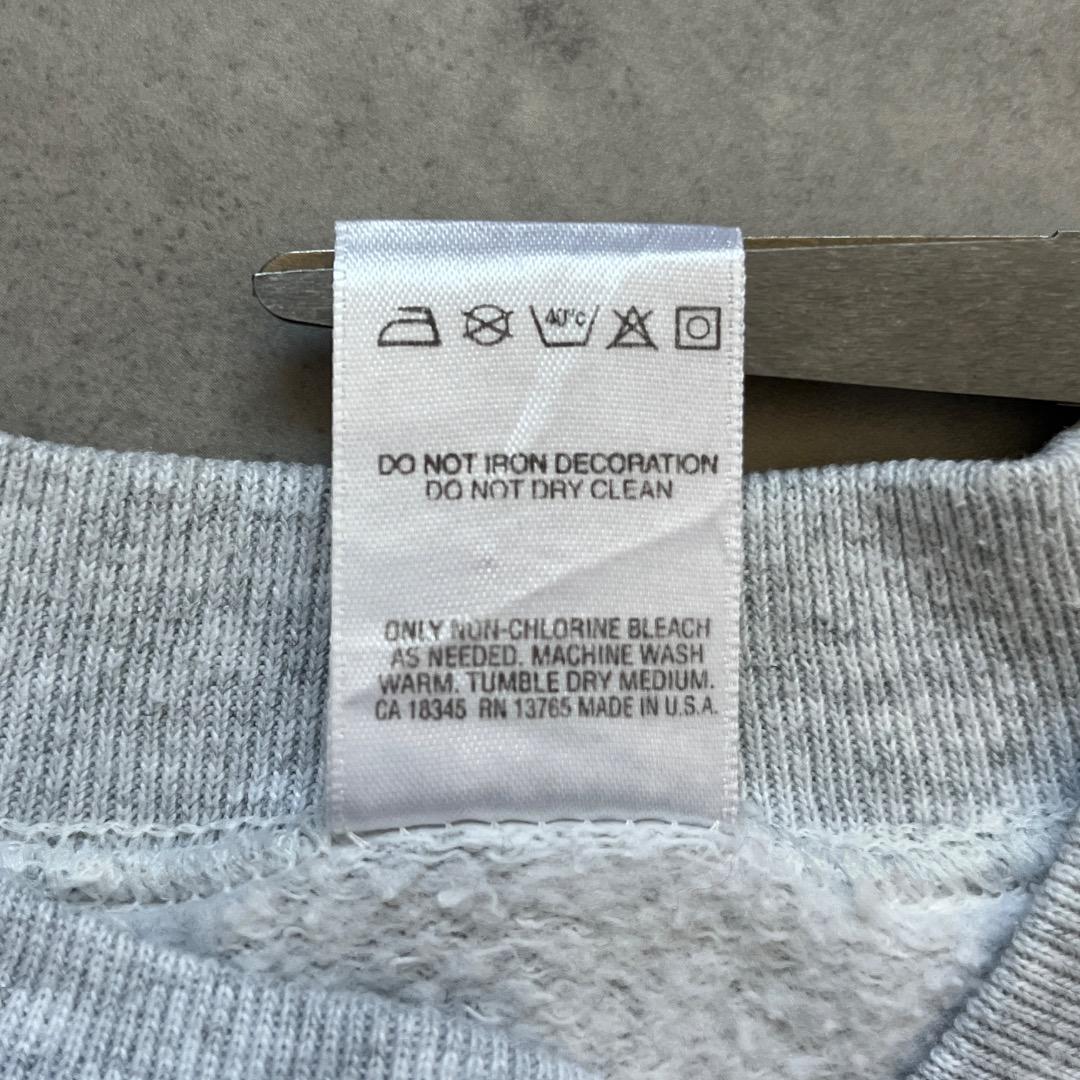 40°c
DO NOT IRON DECORATION
DO NOT DRY CLEAN
ONLY NON-CHLORINE BLEACH
AS NEEDED. MACHINE WASH
WARM. TUMBLE DRY MEDIUM.
CA 18345 RN 13765 MADE IN U.S.A.